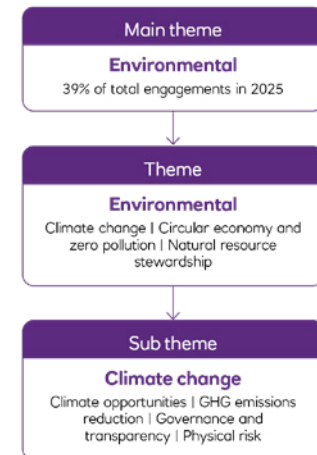 Main theme
Environmental
39% of total engagements in 2025
Theme
Environmental
Climate change | Circular economy and
zero pollution | Natural resource
stewardship
Sub theme
Climate change
Climate opportunities | GHG emissions
reduction | Governance and
transparency | Physical risk